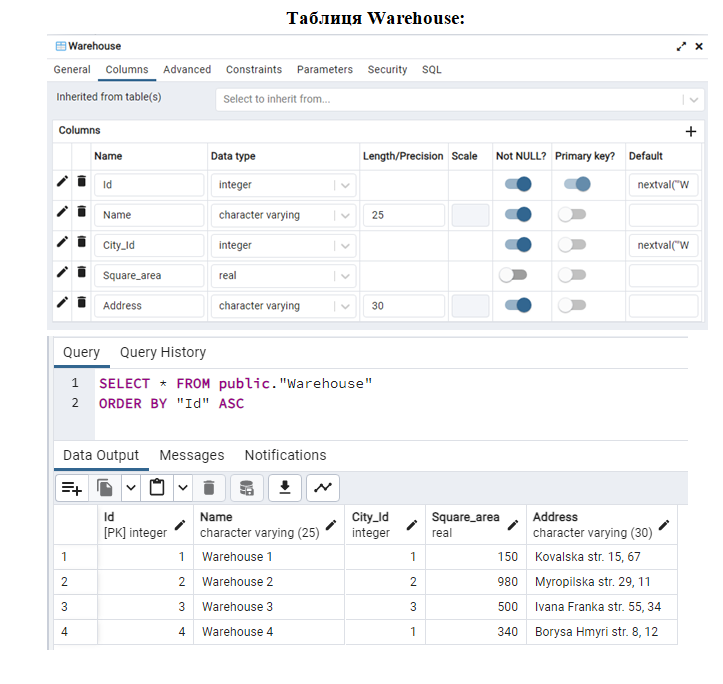 Таблиця Warehouse:
Warehouse
General Columns Advanced Constraints Parameters Security SQL
Inherited from table(s) Select to inherit from...
Columns
Name Data type Length/Precision Scale Not NULL? Primary key? Default
Id integer nextval('"W
Name character varying 25
City_Id integer nextval('"W
Square_area real
Address character varying 30
Query Query History
1 SELECT * FROM public."Warehouse"
2 ORDER BY "Id" ASC
Data Output Messages Notifications
Id Name City_Id Square_area Address
[PK] integer character varying (25) integer real character varying (30)
1 1 Warehouse 1 1 150 Kovalska str. 15, 67
2 2 Warehouse 2 2 980 Myropilska str. 29, 11
3 3 Warehouse 3 3 500 Ivana Franka str. 55, 34
4 4 Warehouse 4 1 340 Borysa Hmyri str. 8, 12